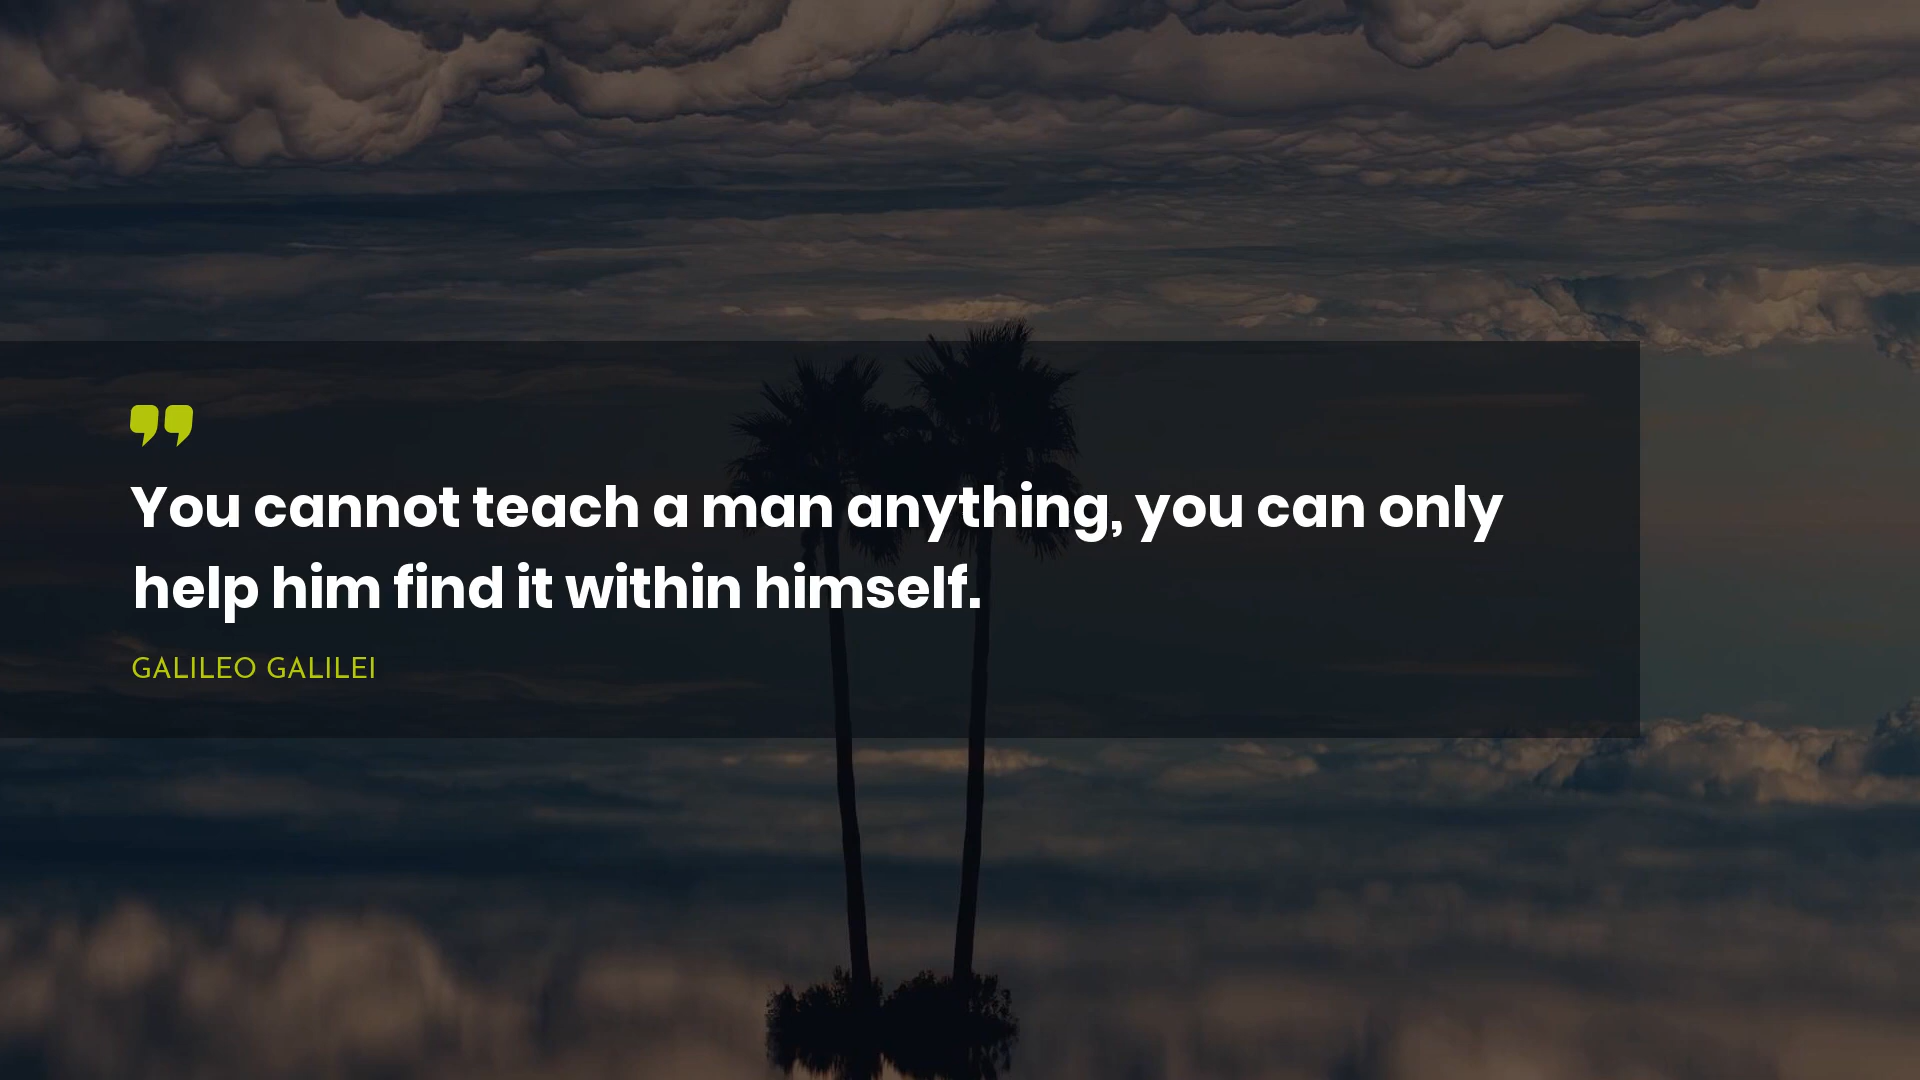 You cannot teach a man anything, you can only
help him find it within himself.
GALILEO GALILEI